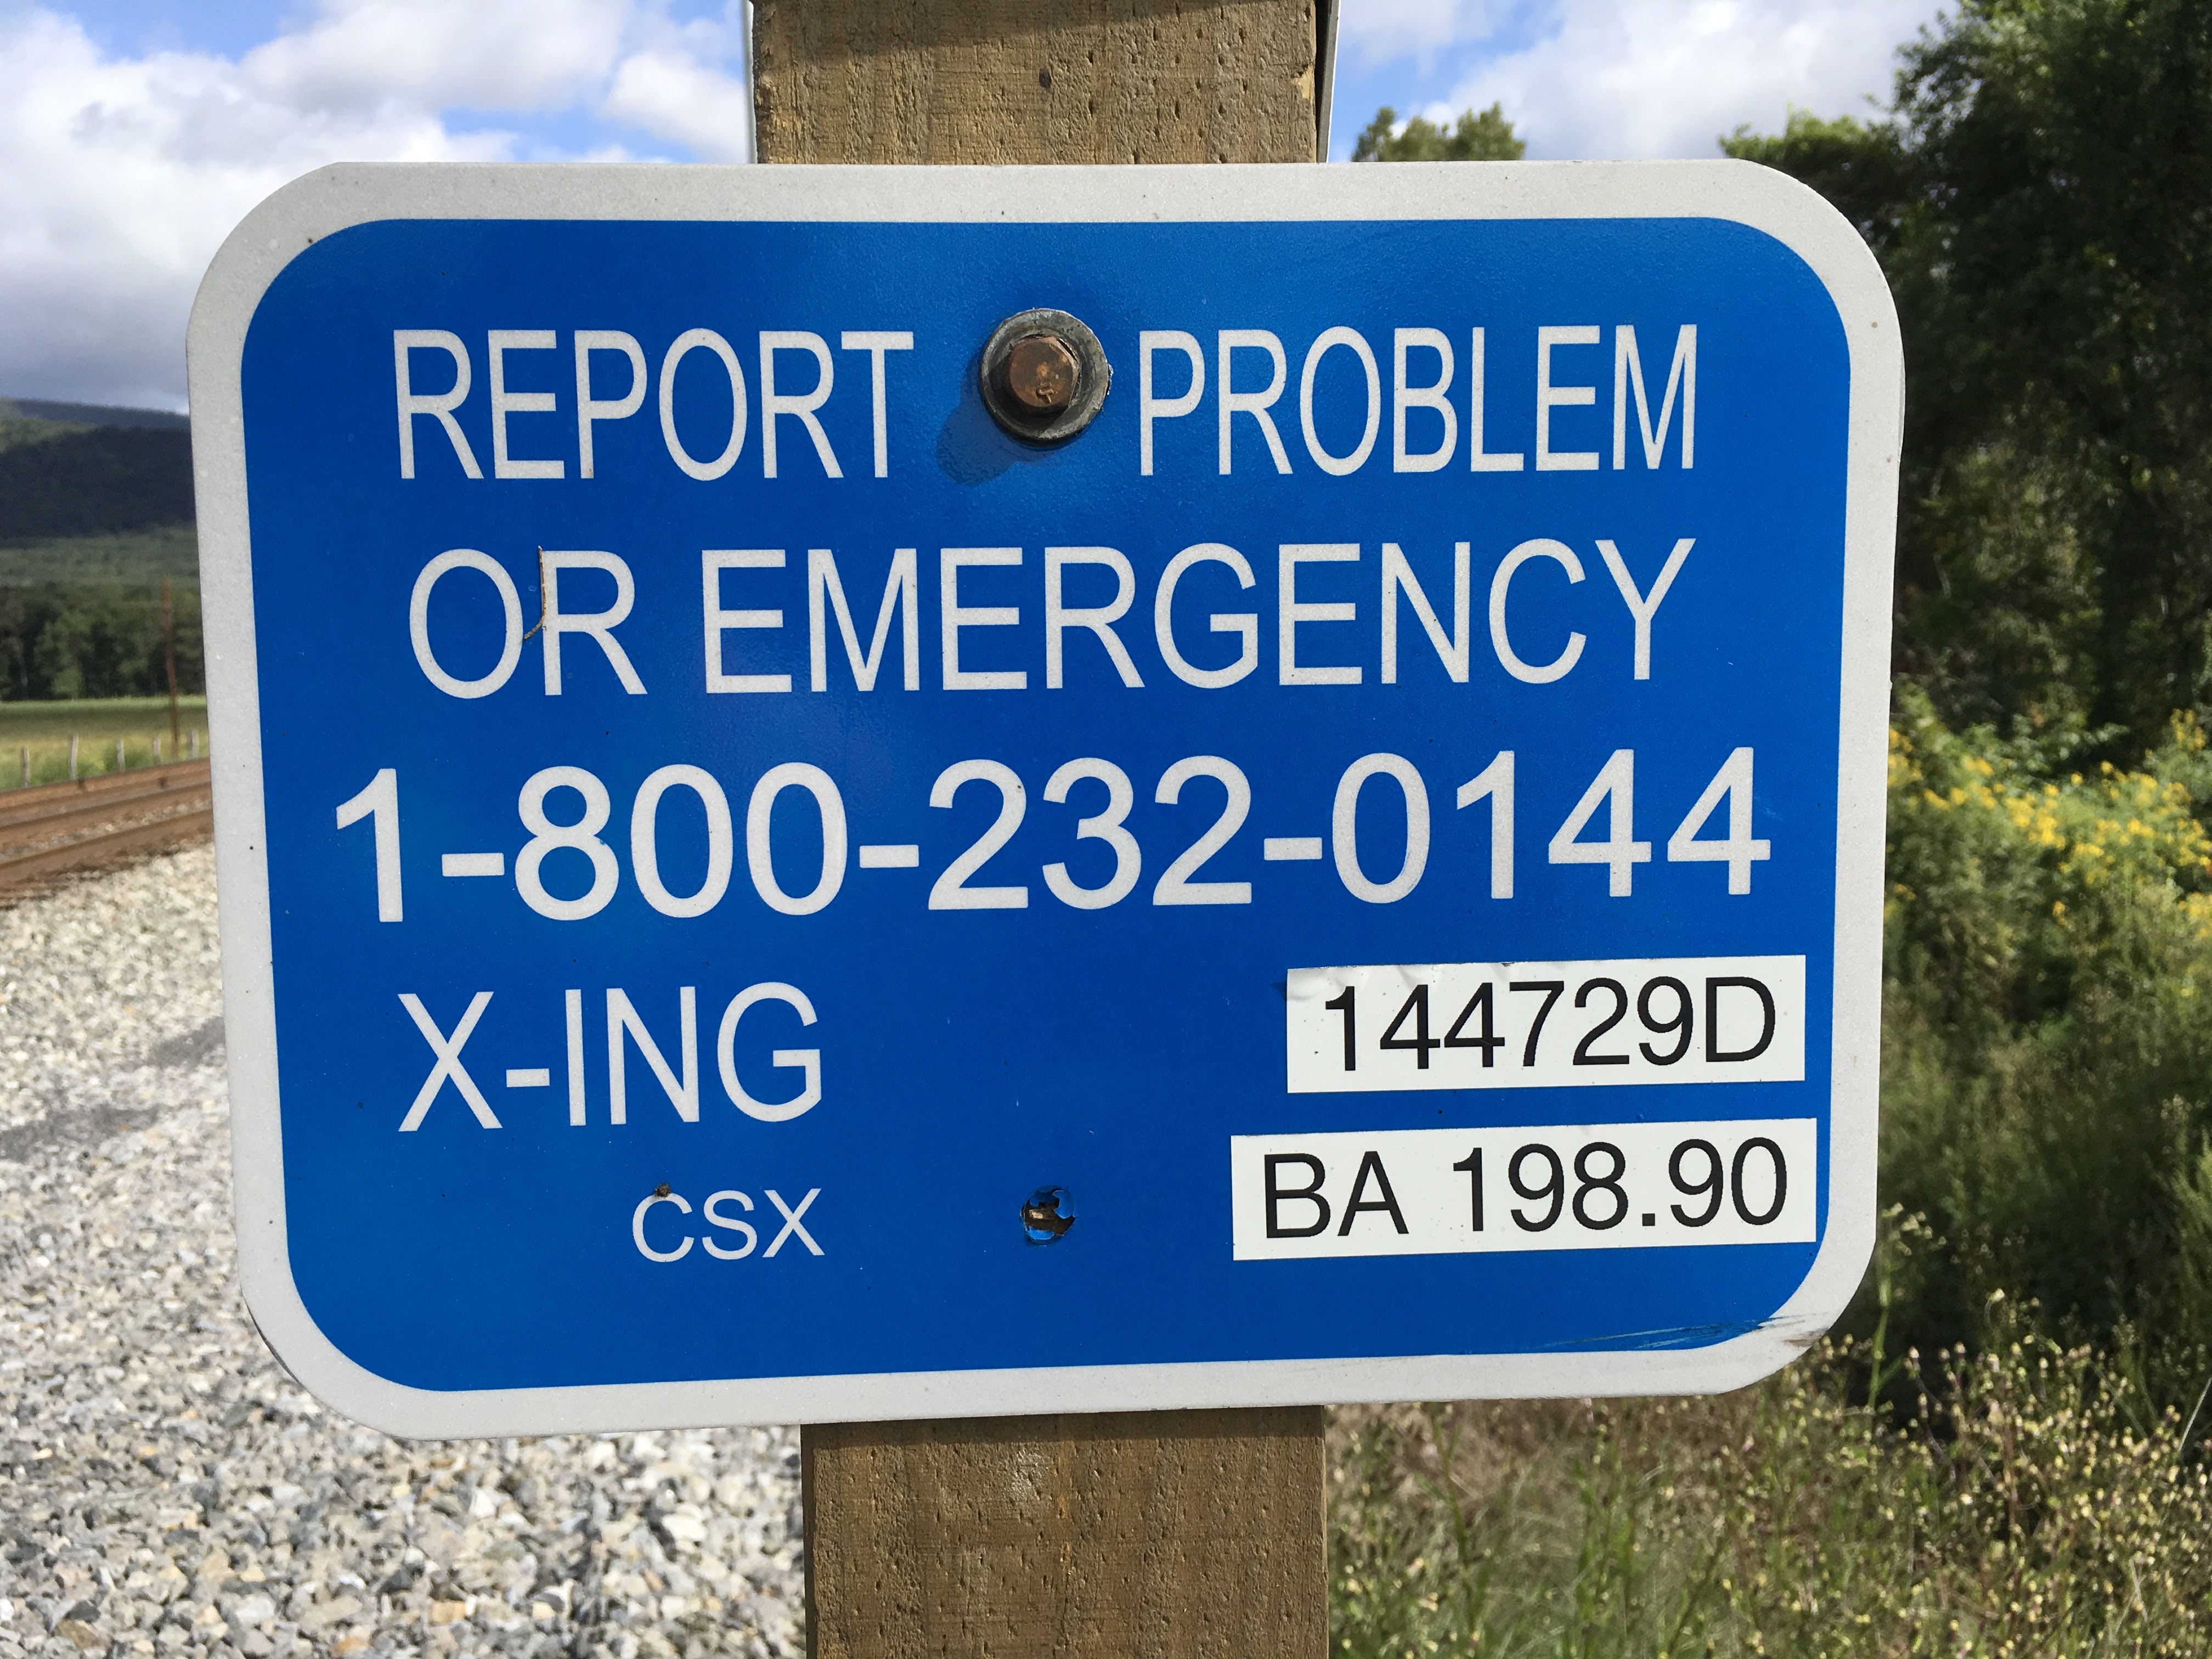 REPORT PROBLEM
OR EMERGENCY
1-800-232-0144
X-ING 144729D
CSX BA 198.90